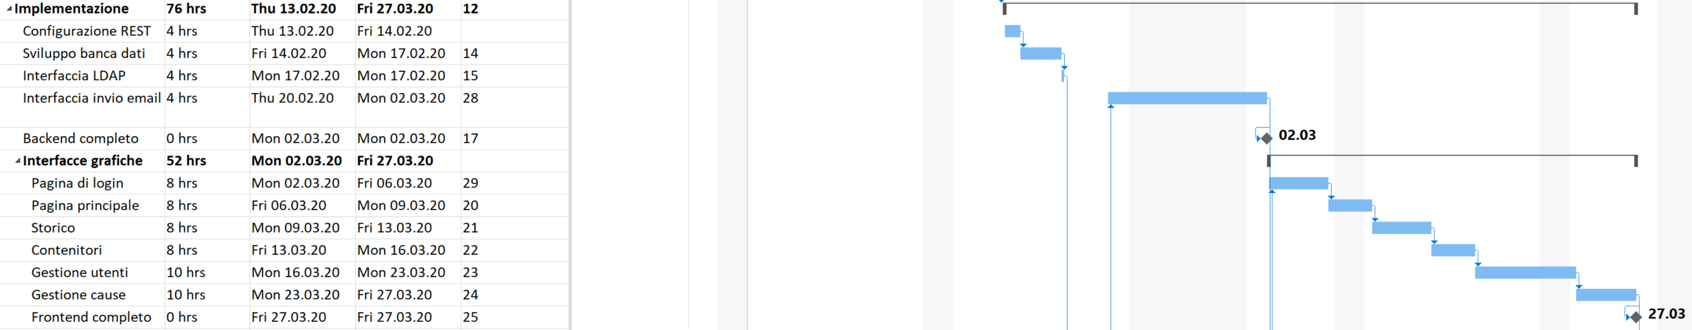 Implementazione 76 hrs Thu 13.02.20 Fri 27.03.20 12
Configurazione REST 4 hrs Thu 13.02.20 Fri 14.02.20
Sviluppo banca dati 4 hrs Fri 14.02.20 Mon 17.02.20 14
Interfaccia LDAP 4 hrs Mon 17.02.20 Mon 17.02.20 15
Interfaccia invio email 4 hrs Thu 20.02.20 Mon 02.03.20 28
Backend completo 0 hrs Mon 02.03.20 Mon 02.03.20 17 02.03
Interfacce grafiche 52 hrs Mon 02.03.20 Fri 27.03.20
Pagina di login 8 hrs Mon 02.03.20 Fri 06.03.20 29
Pagina principale 8 hrs Fri 06.03.20 Mon 09.03.20 20
Storico 8 hrs Mon 09.03.20 Fri 13.03.20 21
Contenitori 8 hrs Fri 13.03.20 Mon 16.03.20 22
Gestione utenti 10 hrs Mon 16.03.20 Mon 23.03.20 23
Gestione cause 10 hrs Mon 23.03.20 Fri 27.03.20 24
Frontend completo 0 hrs Fri 27.03.20 Fri 27.03.20 25 27.03